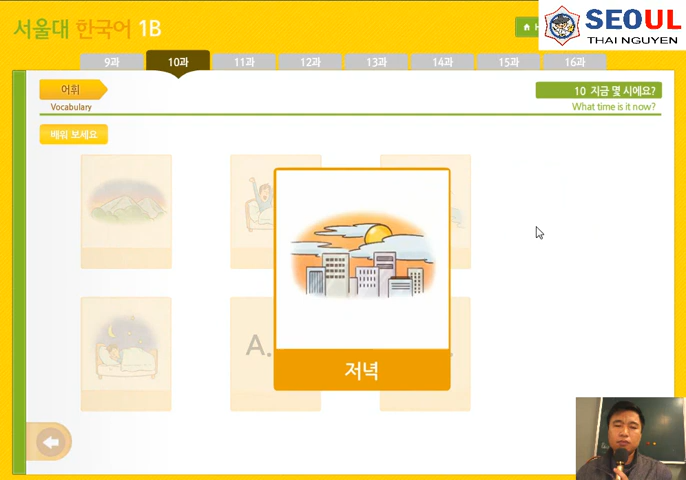 서울대 한국어 1B
SEOUL
THAI NGUYEN
9과
10과
11과
12과
13과
14과
15과
16과
어휘
Vocabulary
10 지금 몇 시예요?
What time is it now?
배워 보세요
A.
저녁